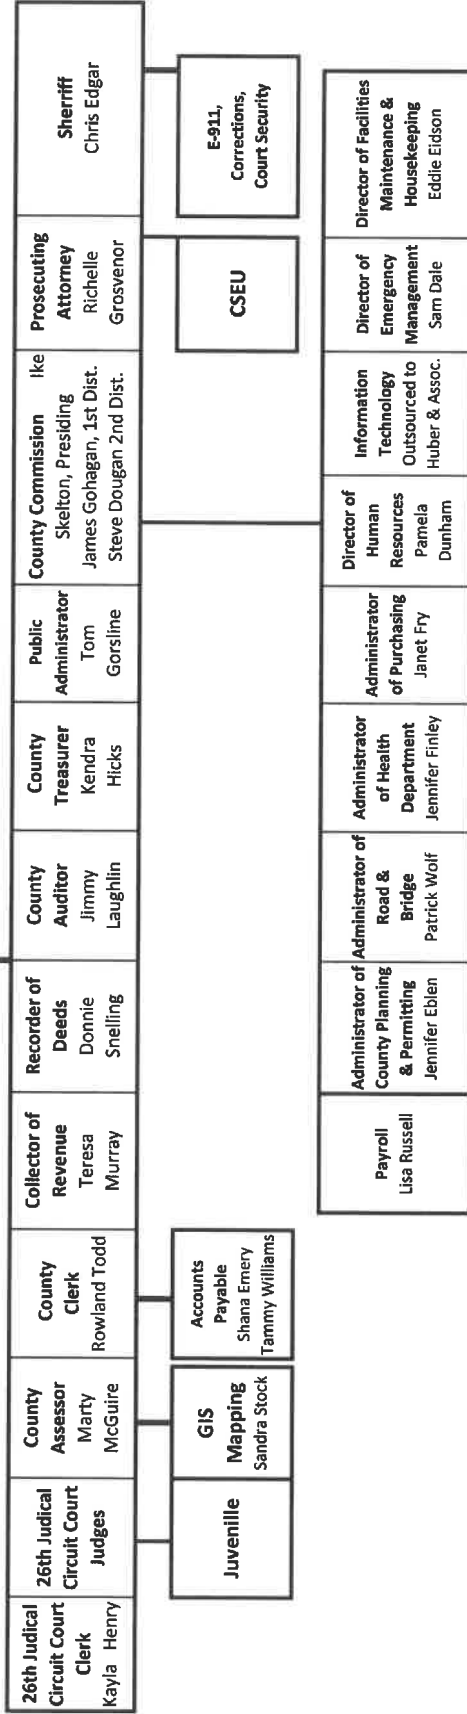 26th Judical
Circuit Court
Clerk
Kayla Henry
26th Judical
Circuit Court
Judges
County
Assessor
Marty
McGuire
County
Clerk
Rowland Todd
Collector of
Revenue
Teresa
Murray
Recorder of
Deeds
Donnie
Snelling
County
Auditor
Jimmy
Laughlin
County
Treasurer
Kendra
Hicks
Public
Administrator
Tom
Gorsline
County Commission Ike
Skelton, Presiding
James Gohagan, 1st Dist.
Steve Dougan 2nd Dist.
Prosecuting
Attorney
Richelle
Grosvenor
Sherriff
Chris Edgar
Juvenille
GIS
Mapping
Sandra Stock
Accounts
Payable
Shana Emery
Tammy Williams
CSEU
E-911,
Corrections,
Court Security
Payroll
Lisa Russell
Administrator of
County Planning
& Permitting
Jennifer Eblen
Administrator of
Road &
Bridge
Patrick Wolf
Administrator
of Health
Department
Jennifer Finley
Administrator
of Purchasing
Janet Fry
Director of
Human
Resources
Pamela
Dunham
Information
Technology
Outsourced to
Huber & Assoc.
Director of
Emergency
Management
Sam Dale
Director of Facilities
Maintenance &
Housekeeping
Eddie Eidson